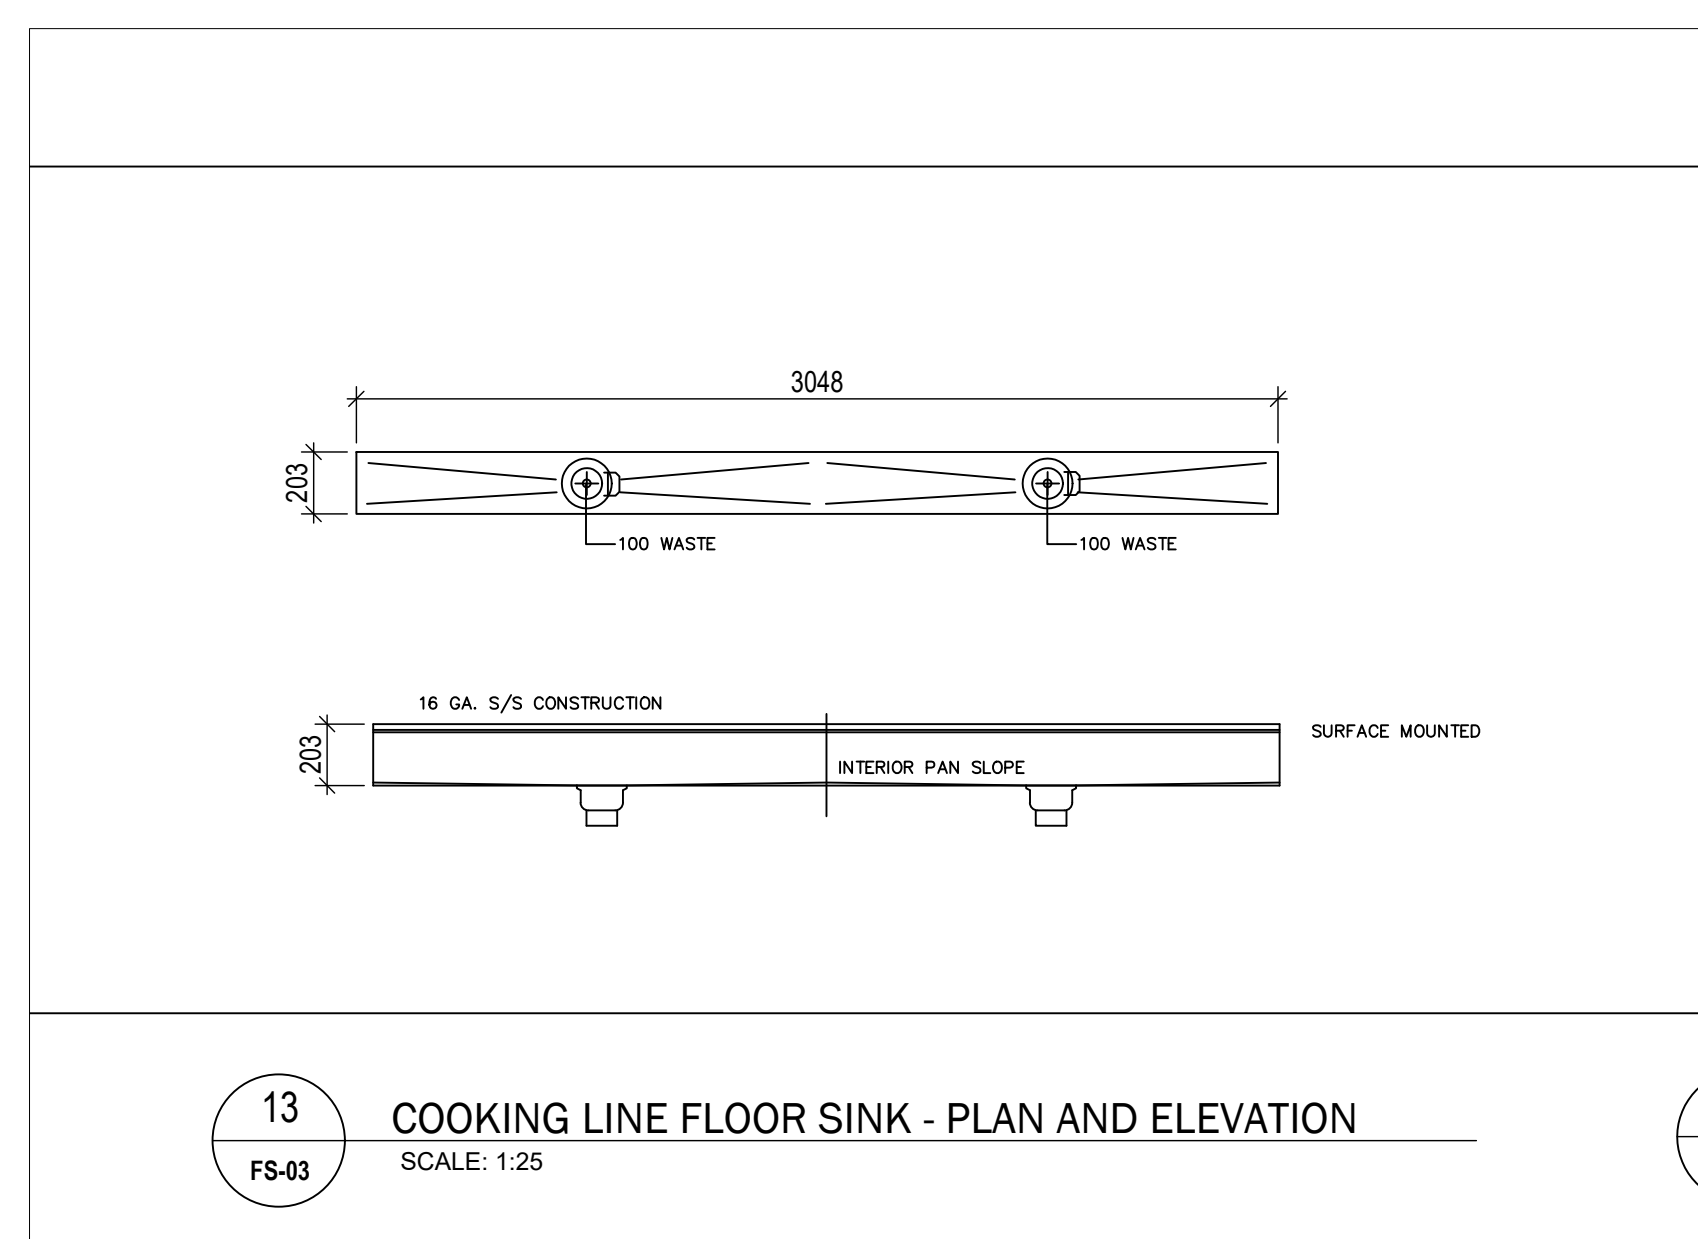 3048
203
100 WASTE
100 WASTE
16 GA. S/S CONSTRUCTION
SURFACE MOUNTED
203
INTERIOR PAN SLOPE
13
FS-03
COOKING LINE FLOOR SINK - PLAN AND ELEVATION
SCALE: 1:25